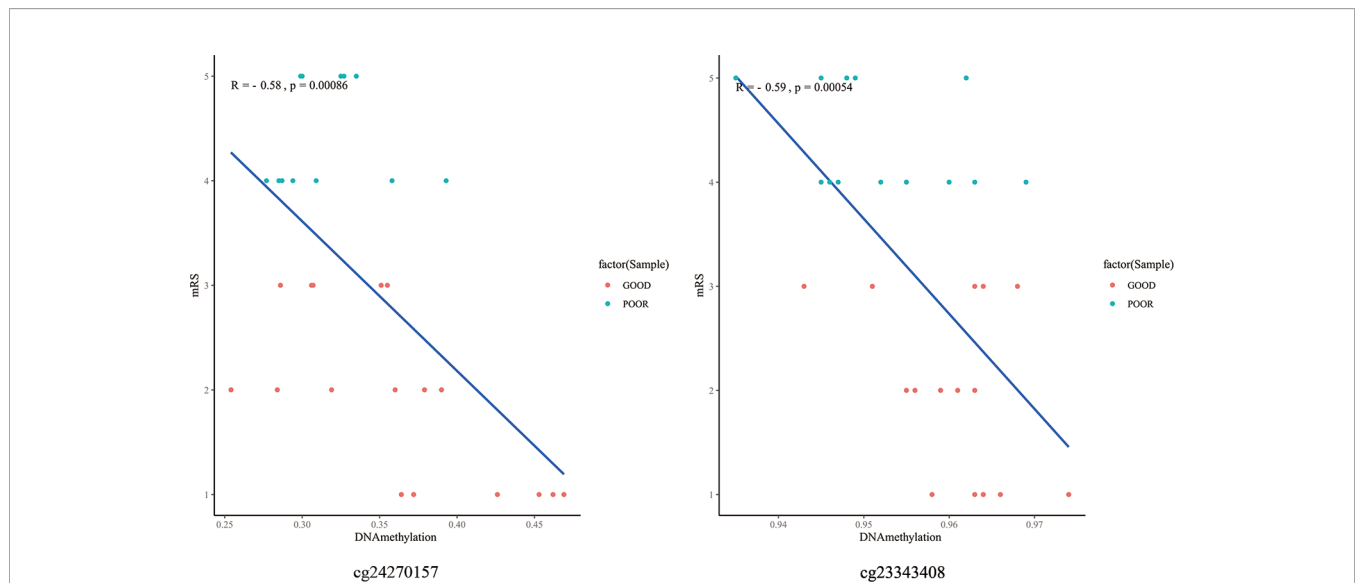 R = - 0.58 , p = 0.00086
mRS
5
4
3
2
1
0.25 0.30 0.35 0.40 0.45
DNAmethylation
factor(Sample)
GOOD
POOR
cg24270157
R = - 0.59 , p = 0.00054
mRS
5
4
3
2
1
0.94 0.95 0.96 0.97
DNAmethylation
factor(Sample)
GOOD
POOR
cg23343408